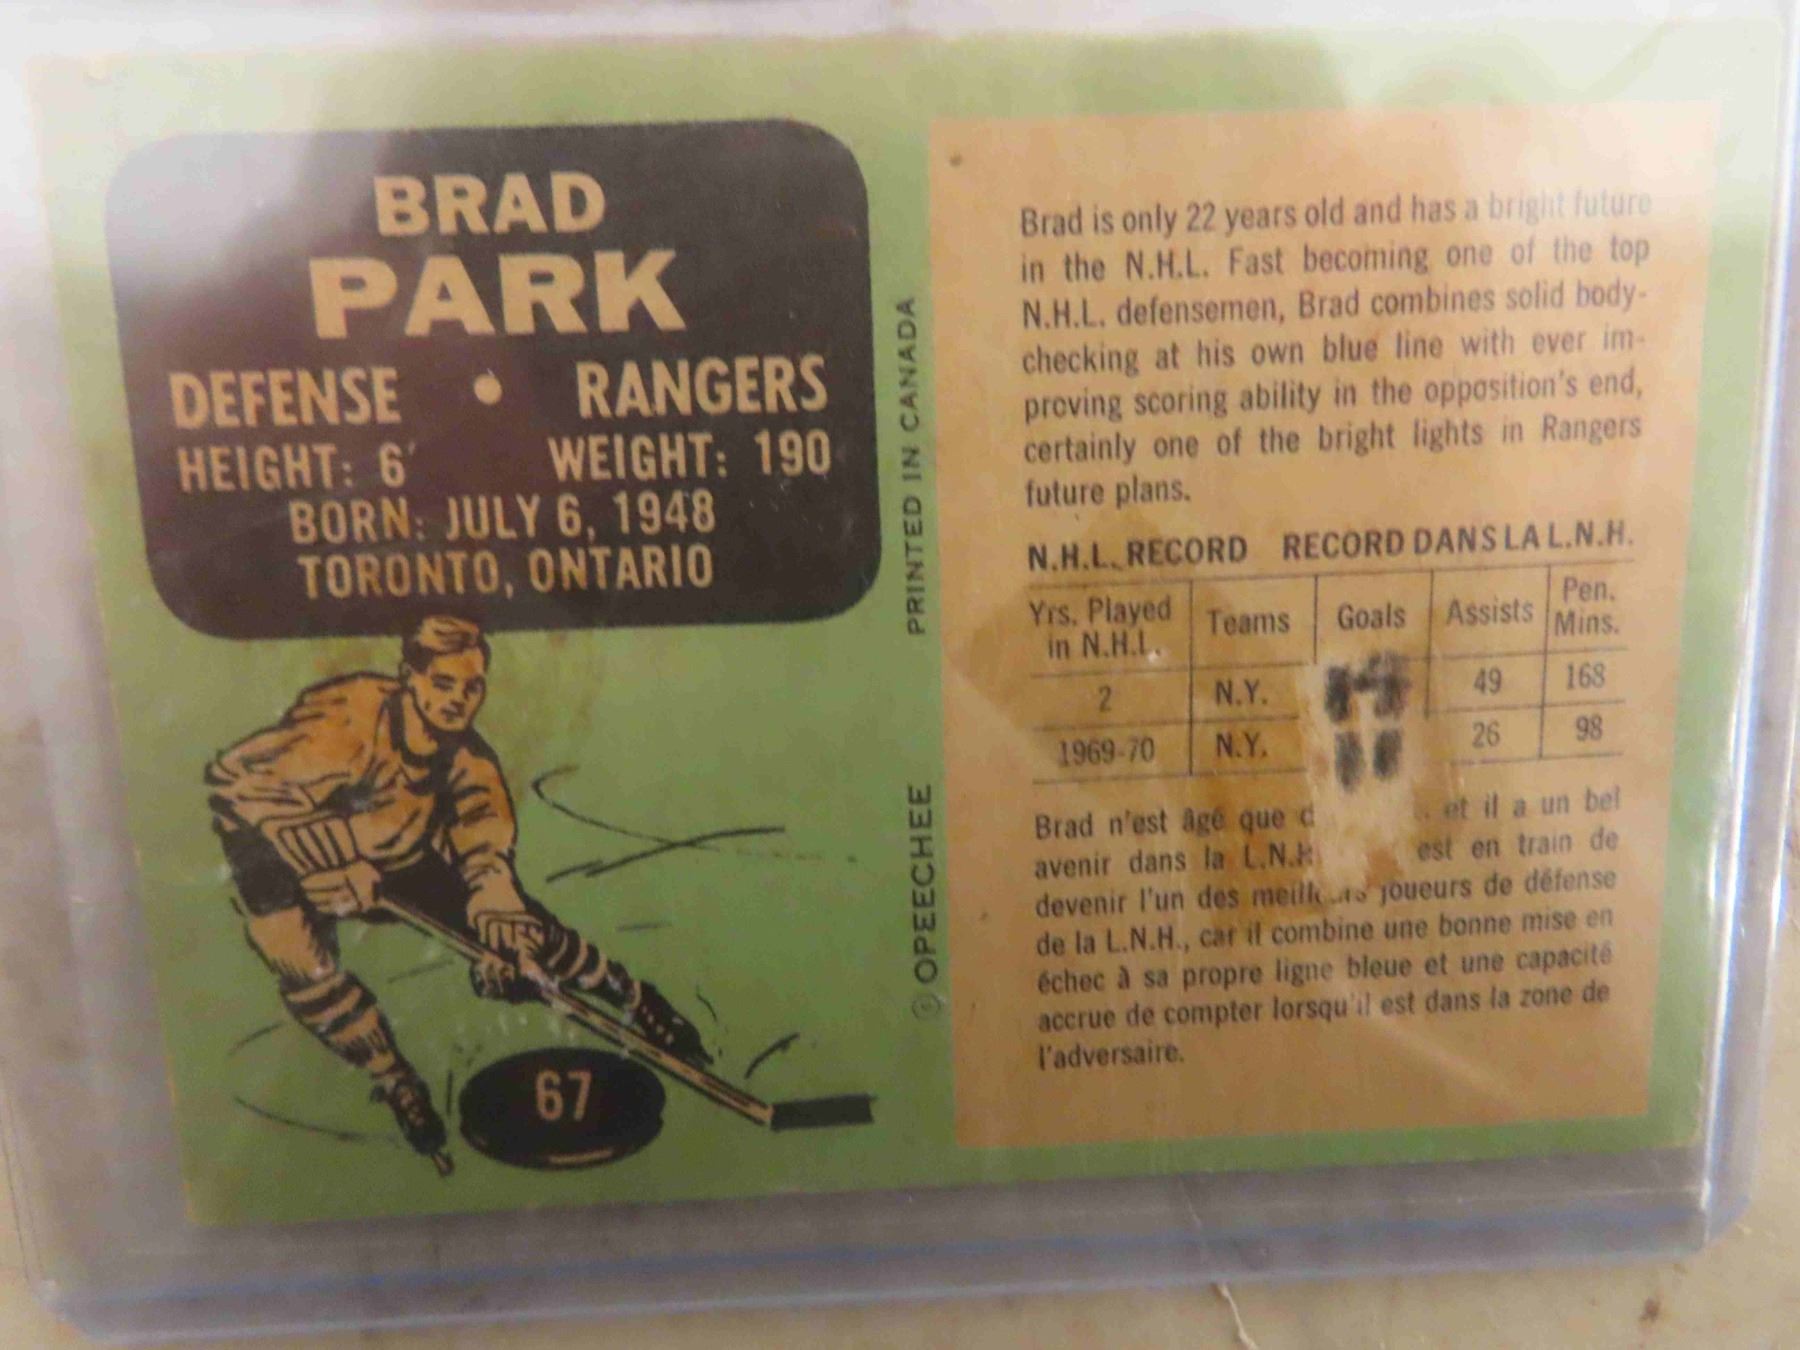 BRAD
PARK
DEFENSE • RANGERS
HEIGHT: 6' WEIGHT: 190
BORN: JULY 6, 1948
TORONTO, ONTARIO
67
© OPEECHEE PRINTED IN CANADA
Brad is only 22 years old and has a bright future
in the N.H.L. Fast becoming one of the top
N.H.L. defensemen, Brad combines solid body-
checking at his own blue line with ever im-
proving scoring ability in the opposition's end,
certainly one of the bright lights in Rangers
future plans.
N.H.L. RECORD RECORD DANS LA L.N.H.
Yrs. Played in N.H.L. Teams Goals Assists Pen. Mins.
2 N.Y. 14 49 168
1969-70 N.Y. 11 26 98
Brad n'est âgé que et il a un bel
avenir dans la L.N.H. est en train de
devenir l'un des meilleurs joueurs de défense
de la L.N.H., car il combine une bonne mise en
échec à sa propre ligne bleue et une capacité
accrue de compter lorsqu'il est dans la zone de
l'adversaire.